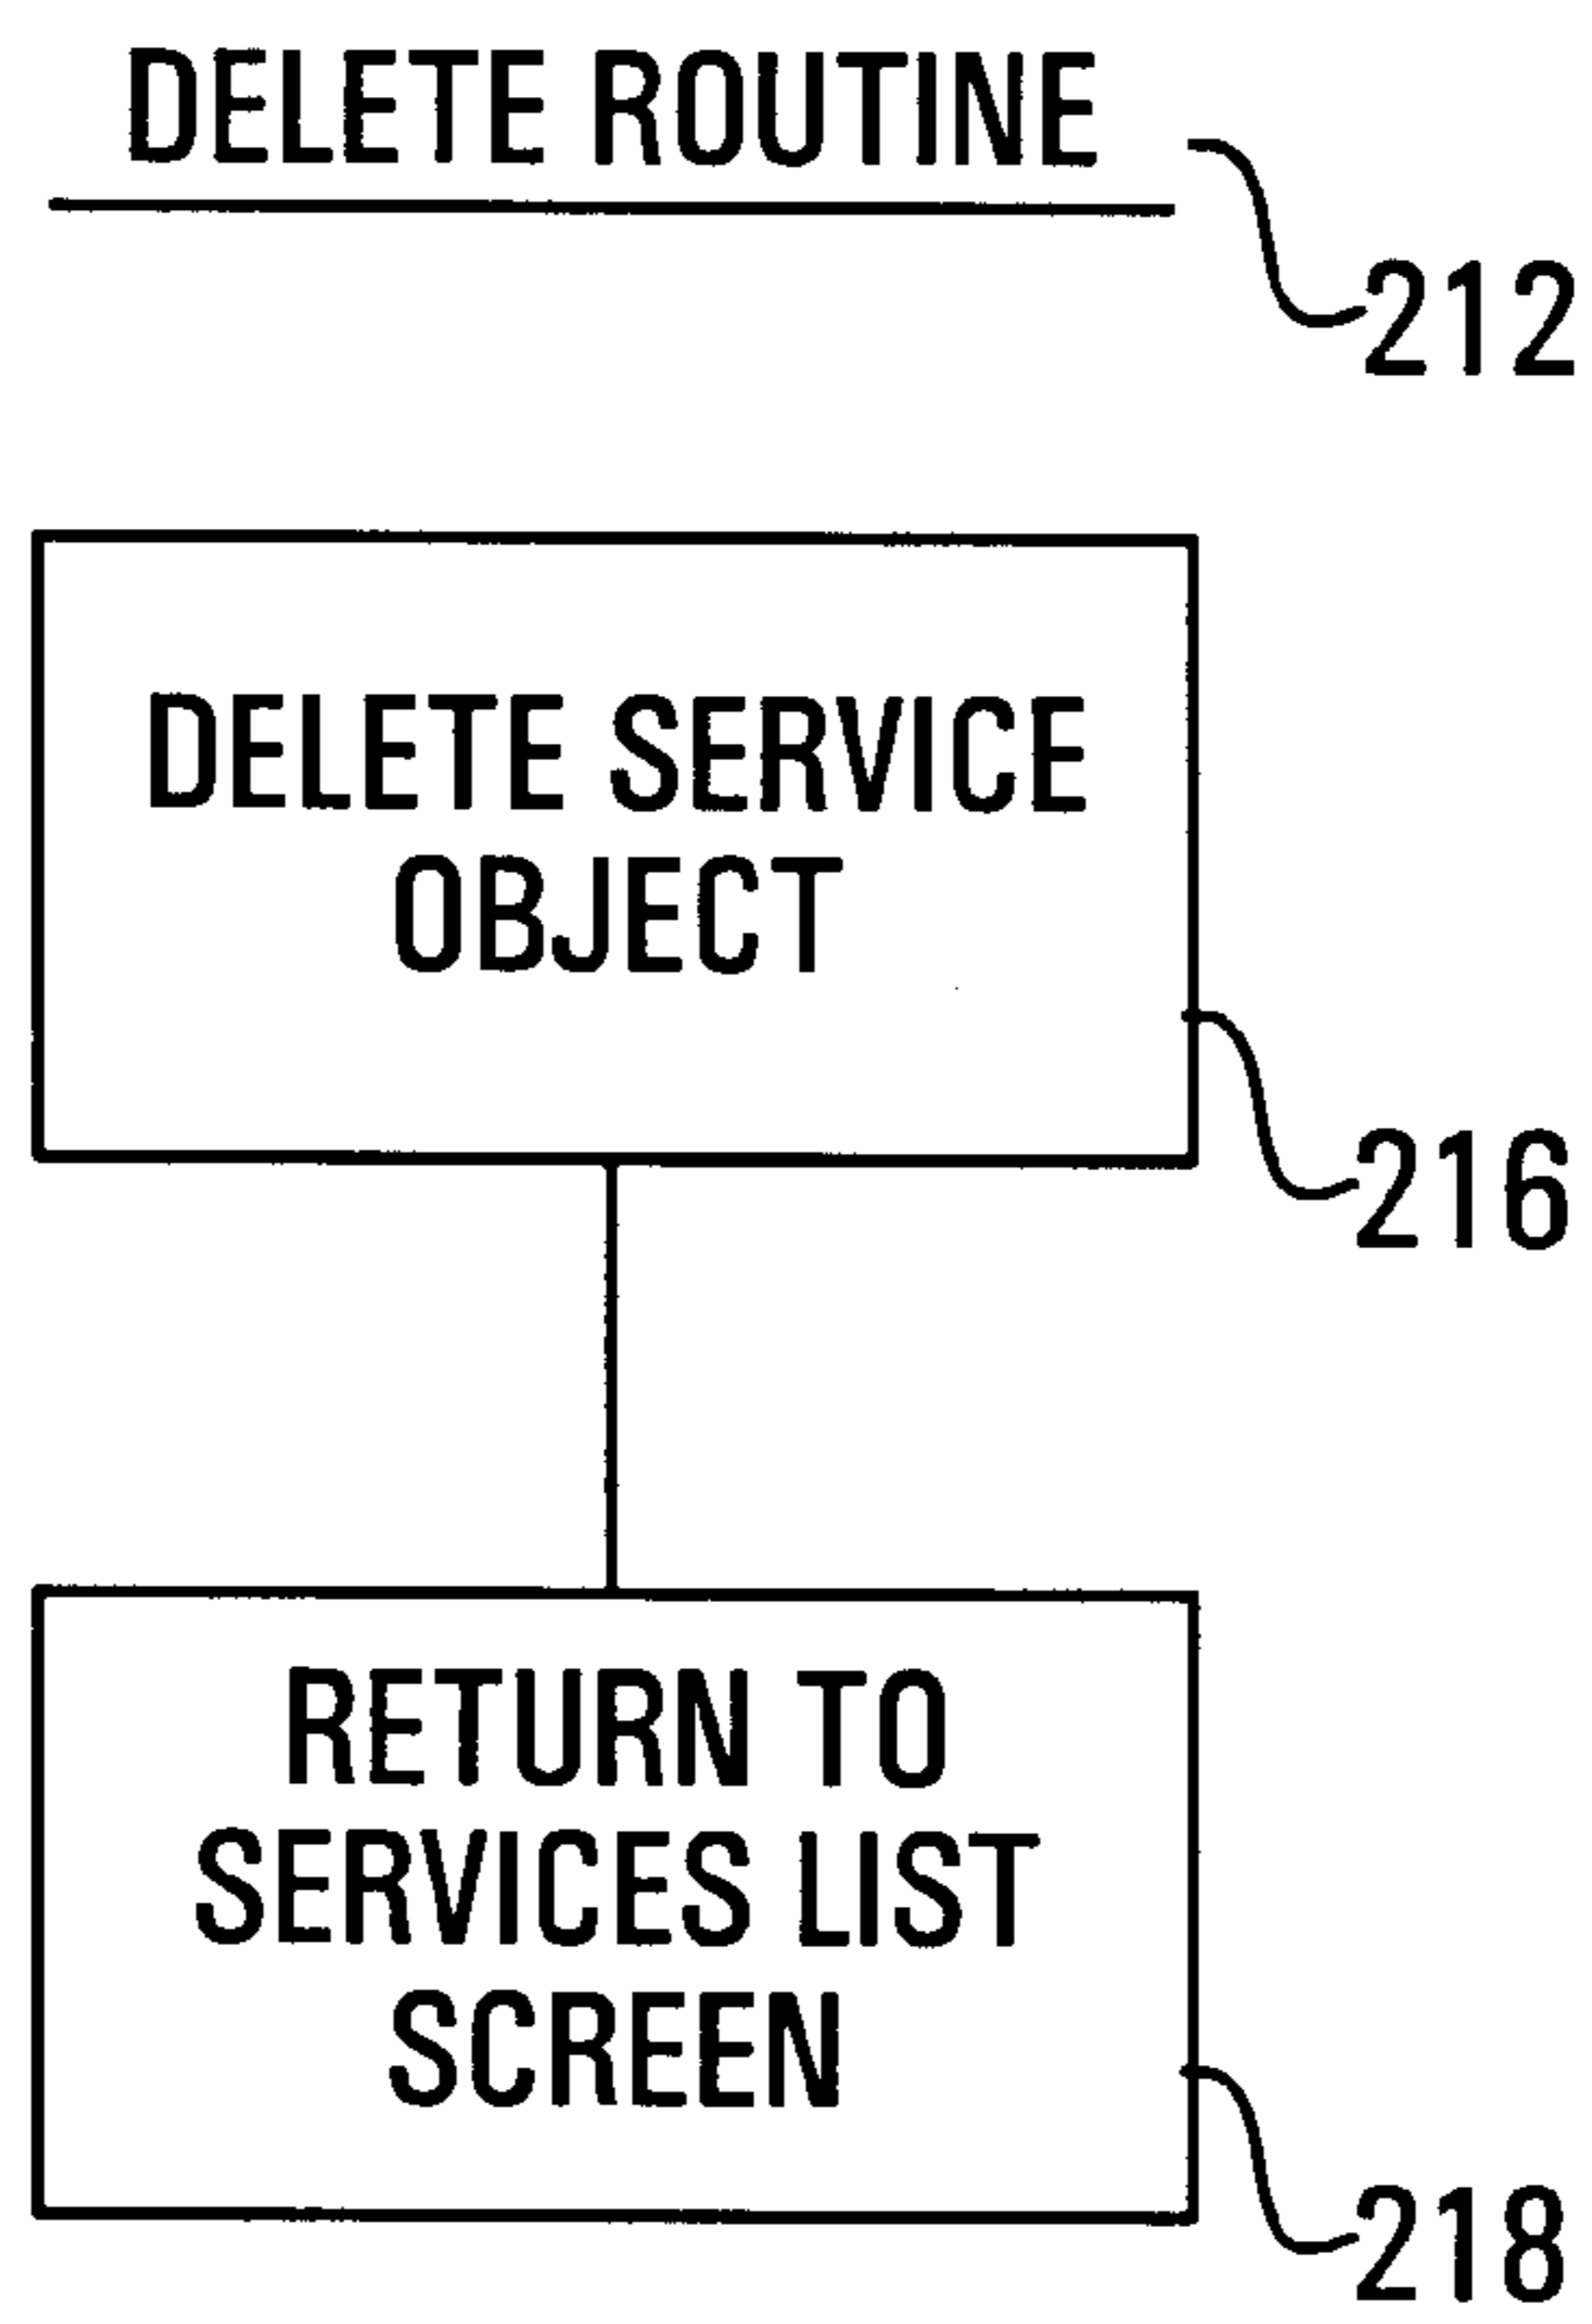 DELETE ROUTINE
212
DELETE SERVICE
OBJECT
216
RETURN TO
SERVICES LIST
SCREEN
218